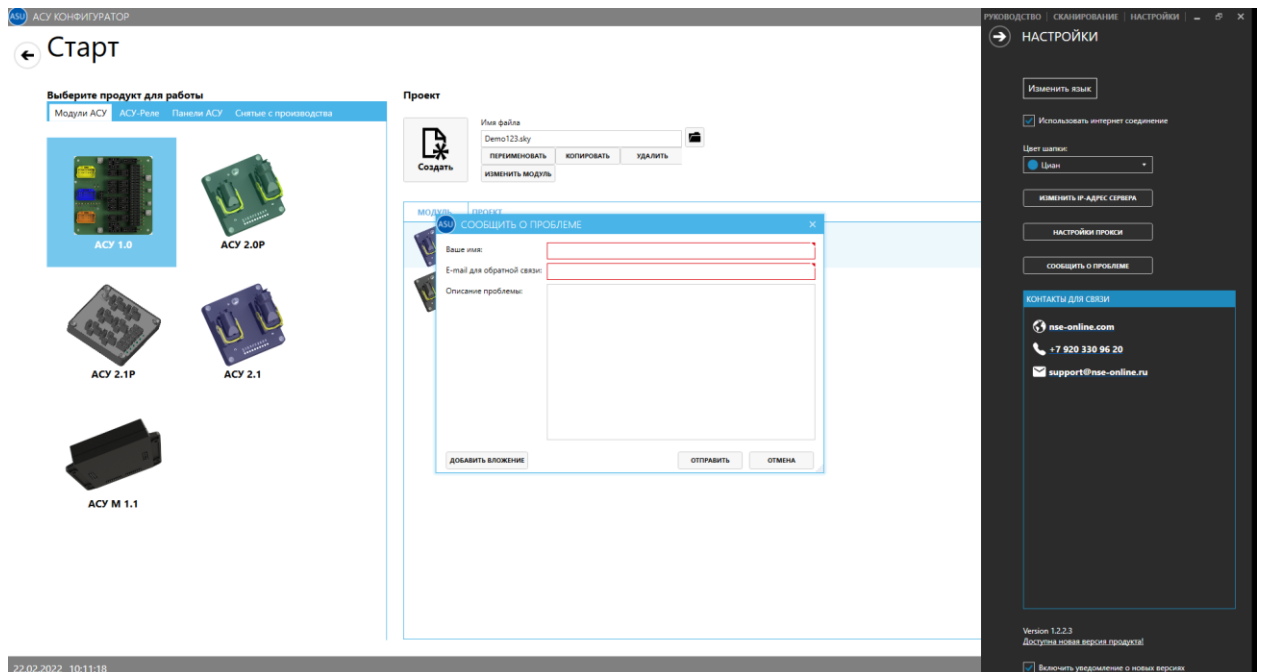 ASU АСУ КОНФИГУРАТОР
РУКОВОДСТВО | СКАНИРОВАНИЕ | НАСТРОЙКИ |
Старт
Выберите продукт для работы
Модули АСУ АСУ-Реле Панели АСУ Снятые с производства
АСУ 1.0
АСУ 2.0Р
АСУ 2.1Р
АСУ 2.1
АСУ М 1.1
Проект
Создать
Имя файла
Demo123.sky
ПЕРЕИМЕНОВАТЬ КОПИРОВАТЬ УДАЛИТЬ
ИЗМЕНИТЬ МОДУЛЬ
МОДУЛЬ ПРОЕКТ
ASU СООБЩИТЬ О ПРОБЛЕМЕ
Ваше имя:
E-mail для обратной связи:
Описание проблемы:
ДОБАВИТЬ ВЛОЖЕНИЕ ОТПРАВИТЬ ОТМЕНА
НАСТРОЙКИ
Изменить язык
Использовать интернет соединение
Цвет шапки:
Циан
ИЗМЕНИТЬ IP-АДРЕС СЕРВЕРА
НАСТРОЙКИ ПРОКСИ
СООБЩИТЬ О ПРОБЛЕМЕ
КОНТАКТЫ ДЛЯ СВЯЗИ
nse-online.com
+7 920 330 96 20
support@nse-online.ru
Version 1.2.2.3
Доступна новая версия продукта!
Включить уведомление о новых версиях
22.02.2022 10:11:18